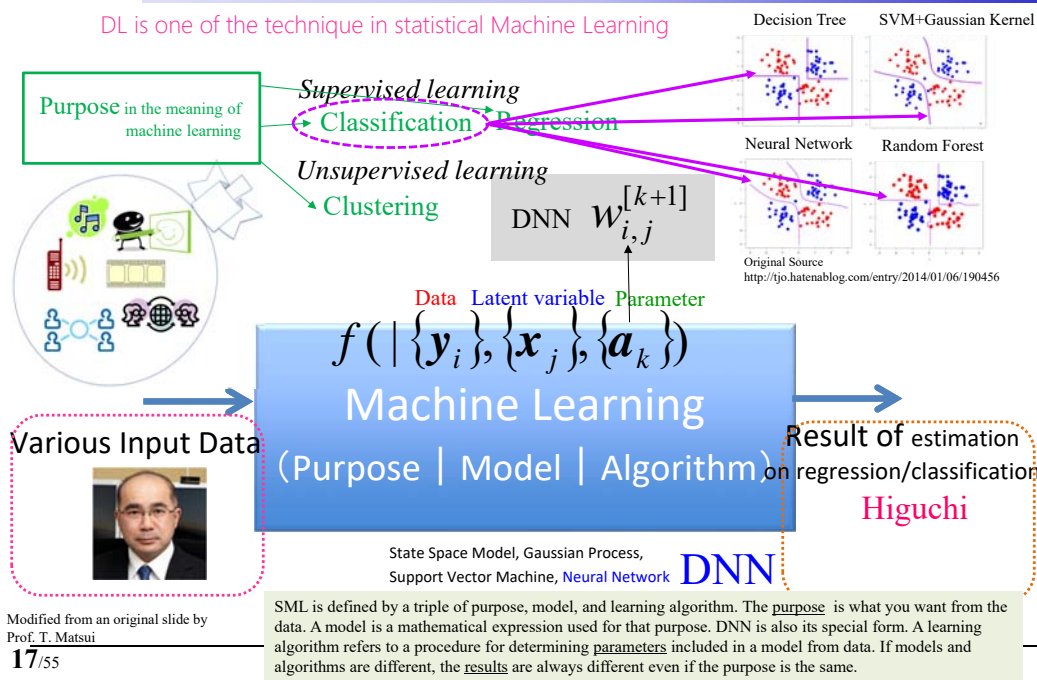 DL is one of the technique in statistical Machine Learning
Decision Tree
SVM+Gaussian Kernel
Purpose in the meaning of
machine learning
Supervised learning
Classification
Regression
Unsupervised learning
Clustering
Neural Network
Random Forest
DNN w_{i,j}^{[k+1]}
Original Source
http://tjo.hatenablog.com/entry/2014/01/06/190456
Data Latent variable Parameter
f(|{y_i},{x_j},{a_k})
Machine Learning
(Purpose | Model | Algorithm)
Various Input Data
Result of estimation
on regression/classification
Higuchi
State Space Model, Gaussian Process,
Support Vector Machine, Neural Network DNN
SML is defined by a triple of purpose, model, and learning algorithm. The purpose is what you want from the
data. A model is a mathematical expression used for that purpose. DNN is also its special form. A learning
algorithm refers to a procedure for determining parameters included in a model from data. If models and
algorithms are different, the results are always different even if the purpose is the same.
Modified from an original slide by
Prof. T. Matsui
17/55